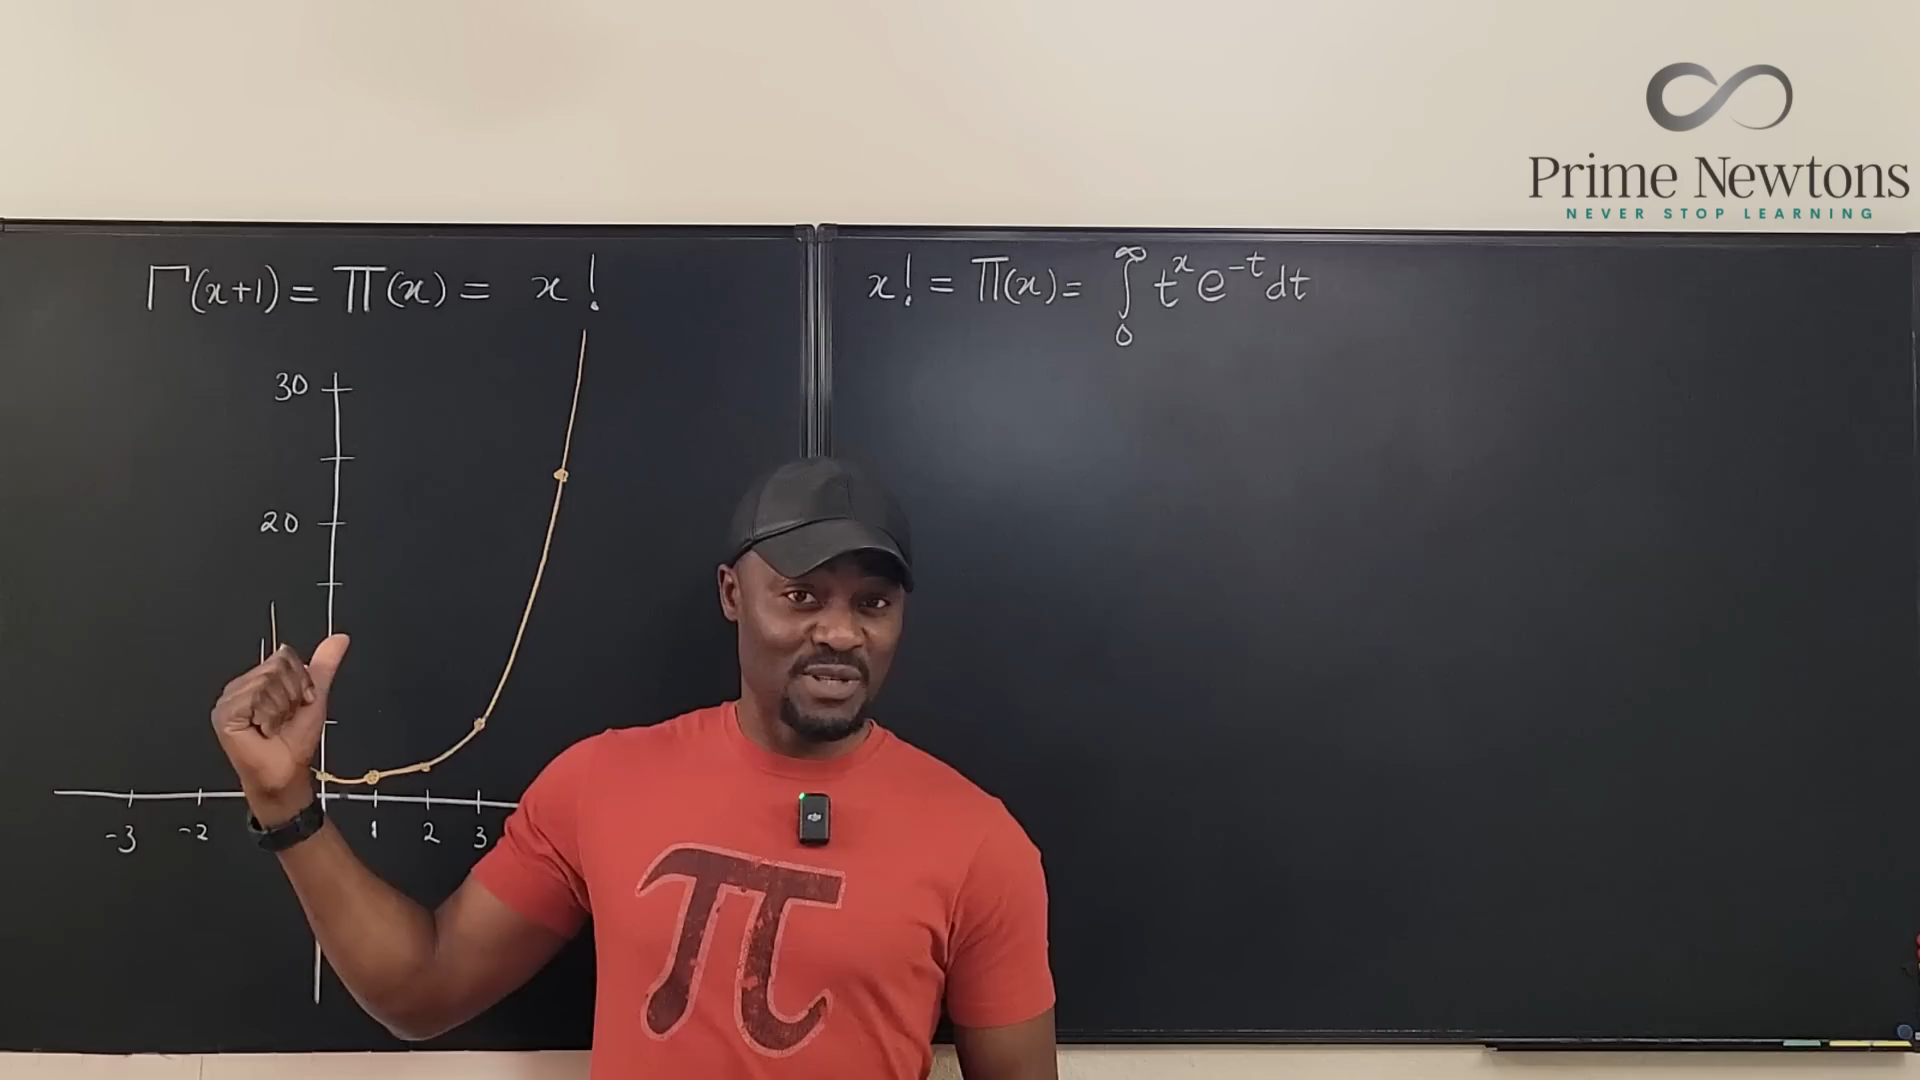 Prime Newtons
NEVER STOP LEARNING
Γ(x+1) = Π(x) = x!
30
20
-3 -2 1 2 3
x! = Π(x) = ∫₀^∞ t^x e^-t dt
π